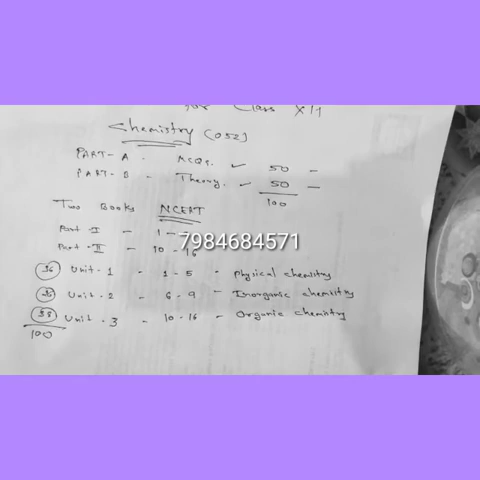 for Class XII
Chemistry (052)
PART-A - MCQs. ✓ 50 -
PART-B - Theory. ✓ 50 -
100
Two Books NCERT
Part-I - 1 -
Part-II - 10 - 16
7984684571
Unit-1 - 1-5 - Physical chemistry
Unit-2 - 6-9 - Inorganic chemistry
Unit-3 - 10-16 - Organic chemistry
100